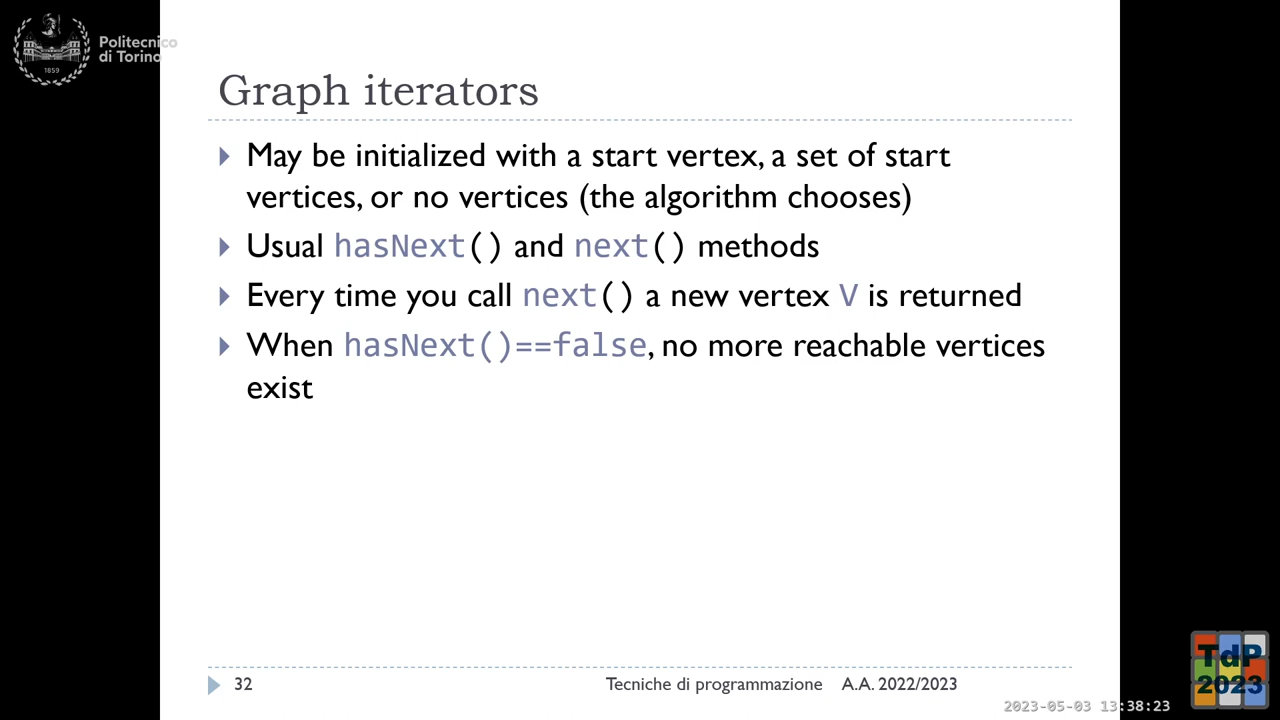 Politecnico
di Torino
1859
Graph iterators
May be initialized with a start vertex, a set of start
vertices, or no vertices (the algorithm chooses)
Usual hasNext() and next() methods
Every time you call next() a new vertex V is returned
When hasNext()==false, no more reachable vertices
exist
32
Tecniche di programmazione A.A. 2022/2023
TdP
2023
2023-05-03 13:38:23